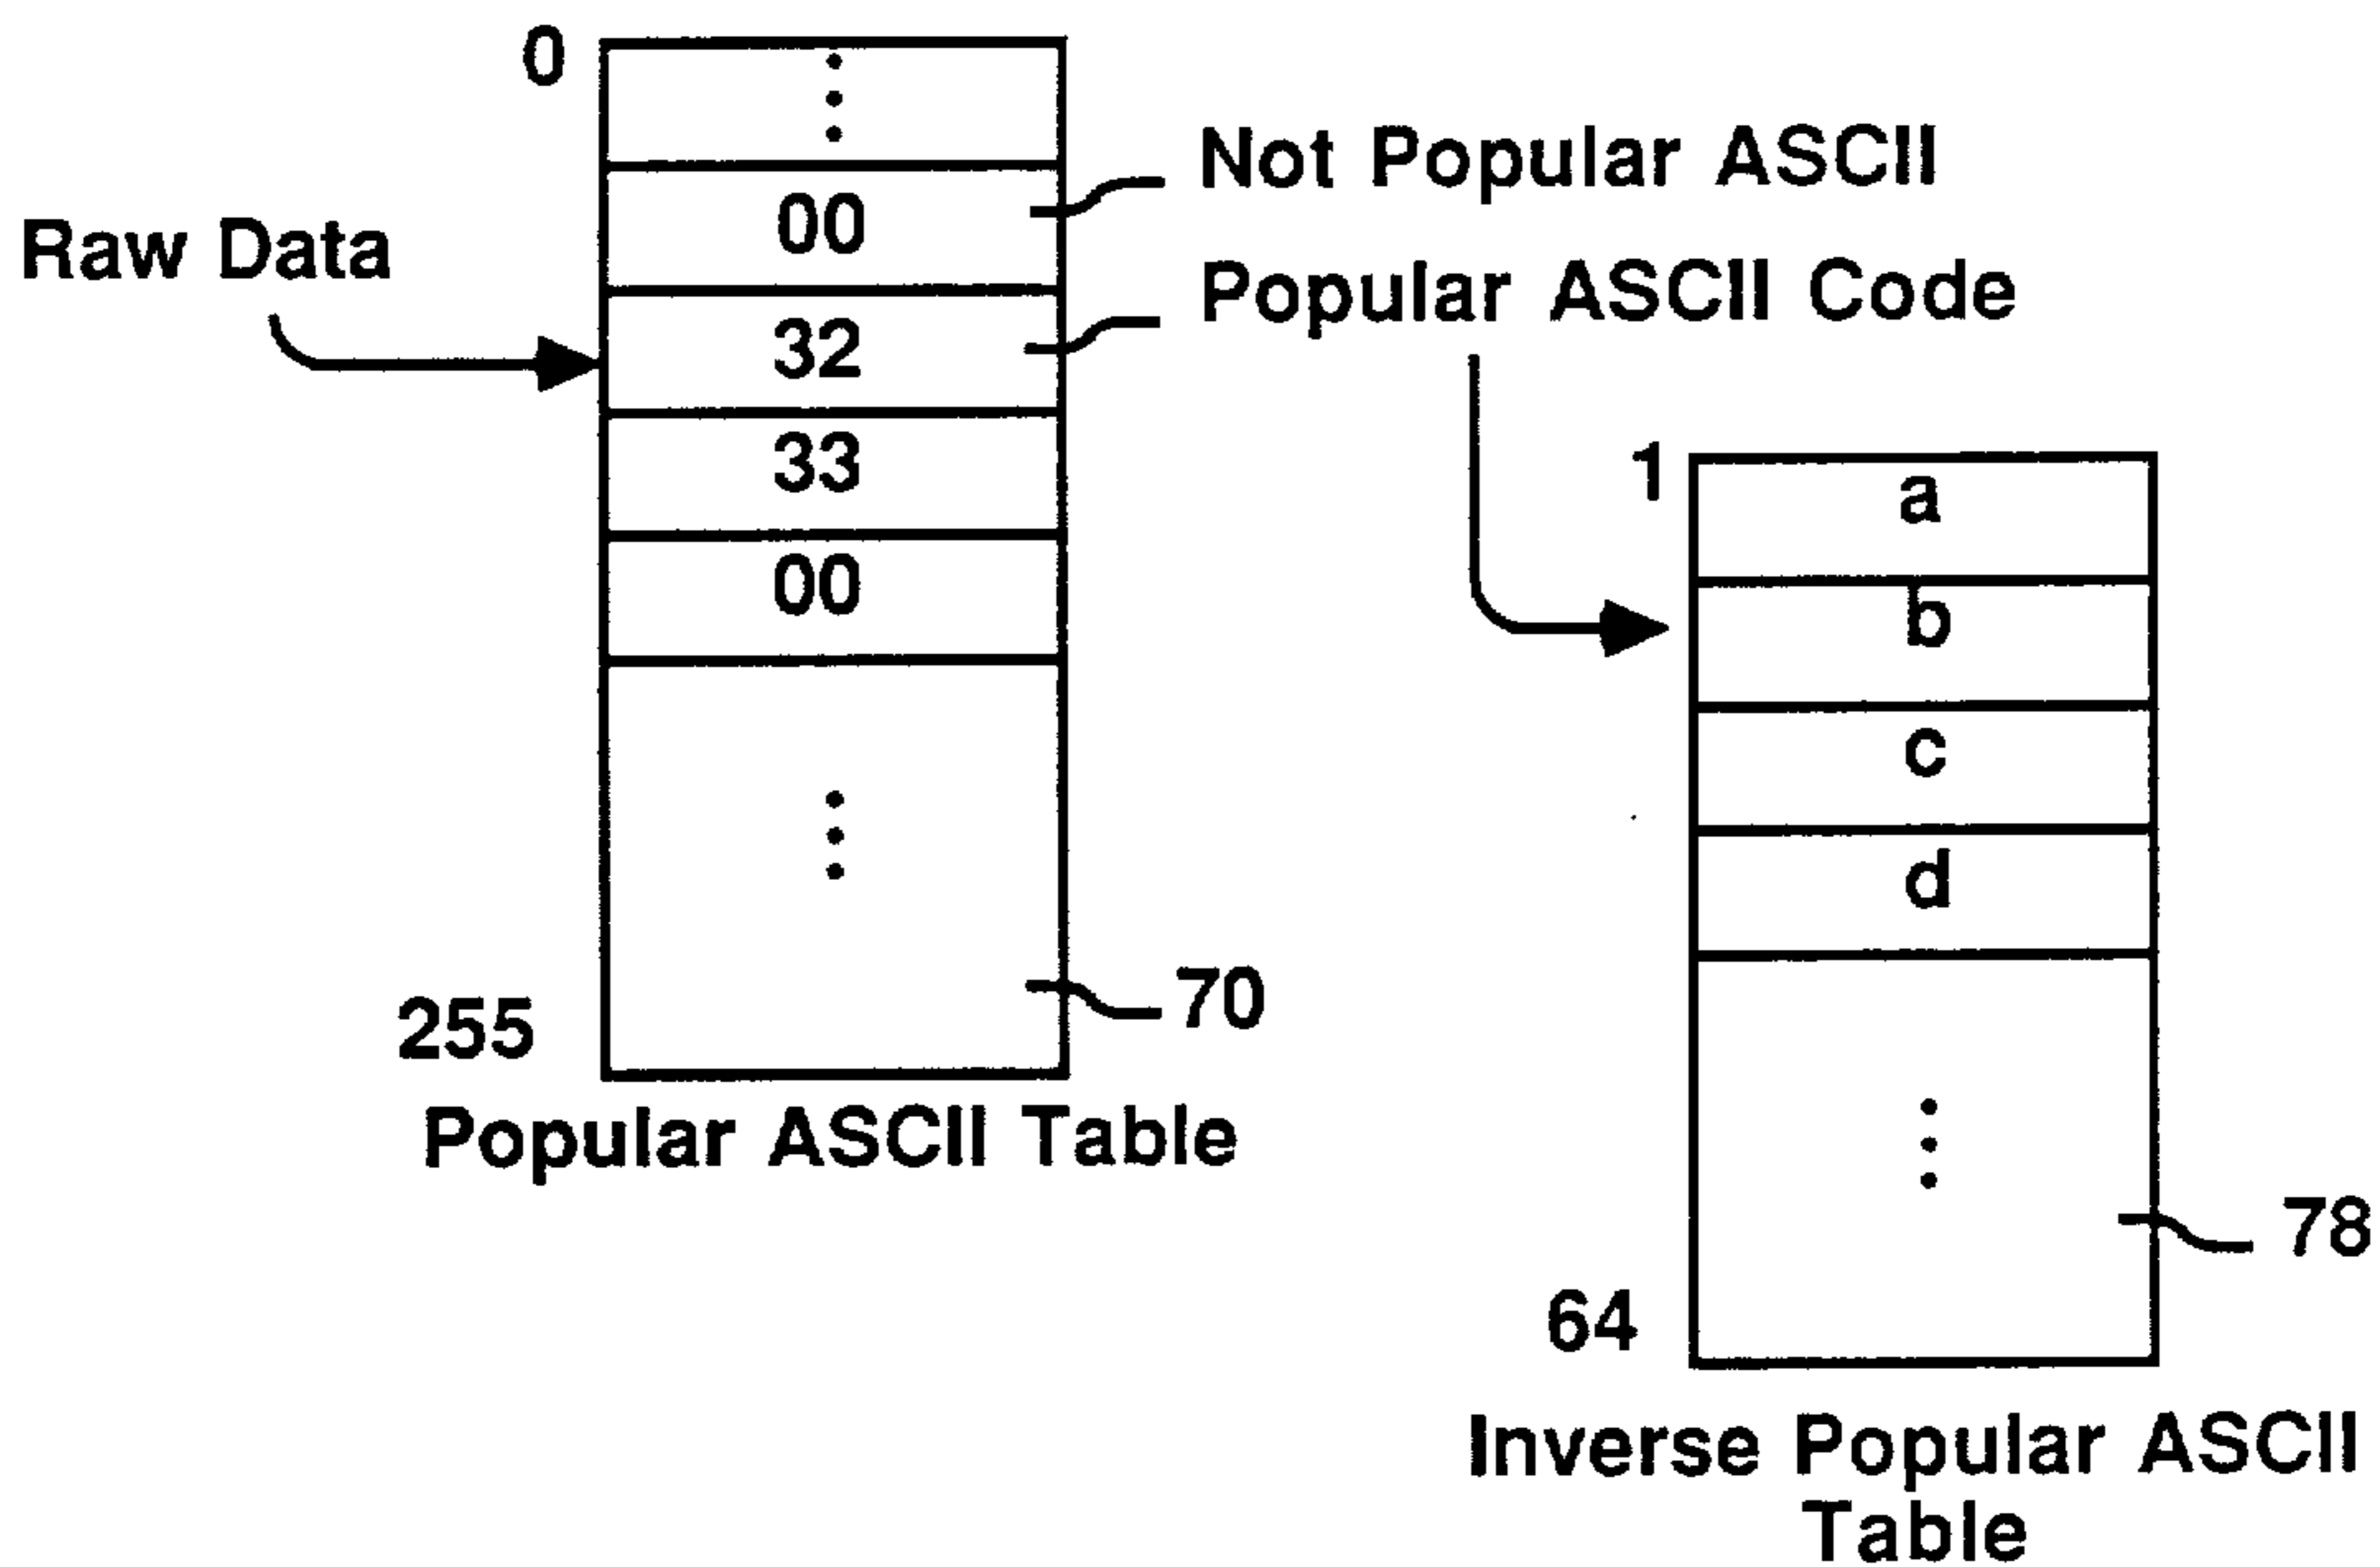 0
Not Popular ASCII
00
Raw Data
Popular ASCII Code
32
33
1
a
00
b
c
d
70
255
Popular ASCII Table
78
64
Inverse Popular ASCII
Table